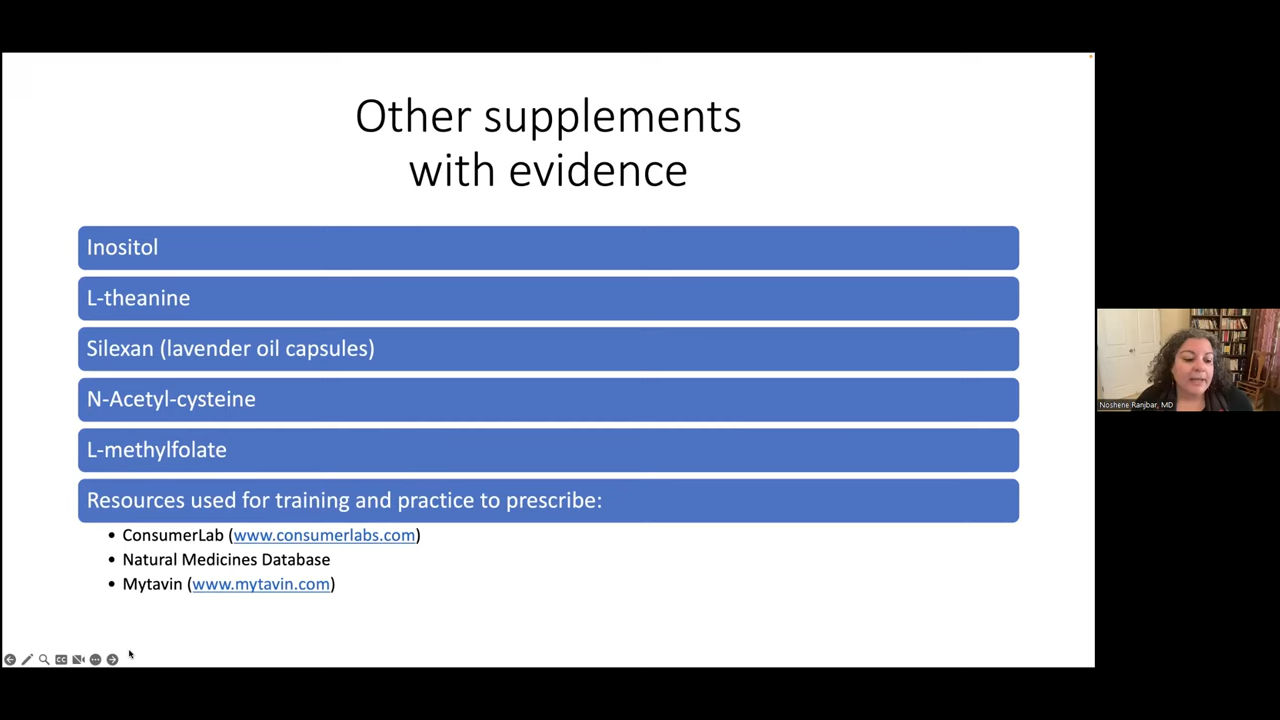 Other supplements
with evidence
Inositol
L-theanine
Silexan (lavender oil capsules)
N-Acetyl-cysteine
L-methylfolate
Resources used for training and practice to prescribe:
• ConsumerLab (www.consumerlabs.com)
• Natural Medicines Database
• Mytavin (www.mytavin.com)
Noshene Ranjbar, MD
CC